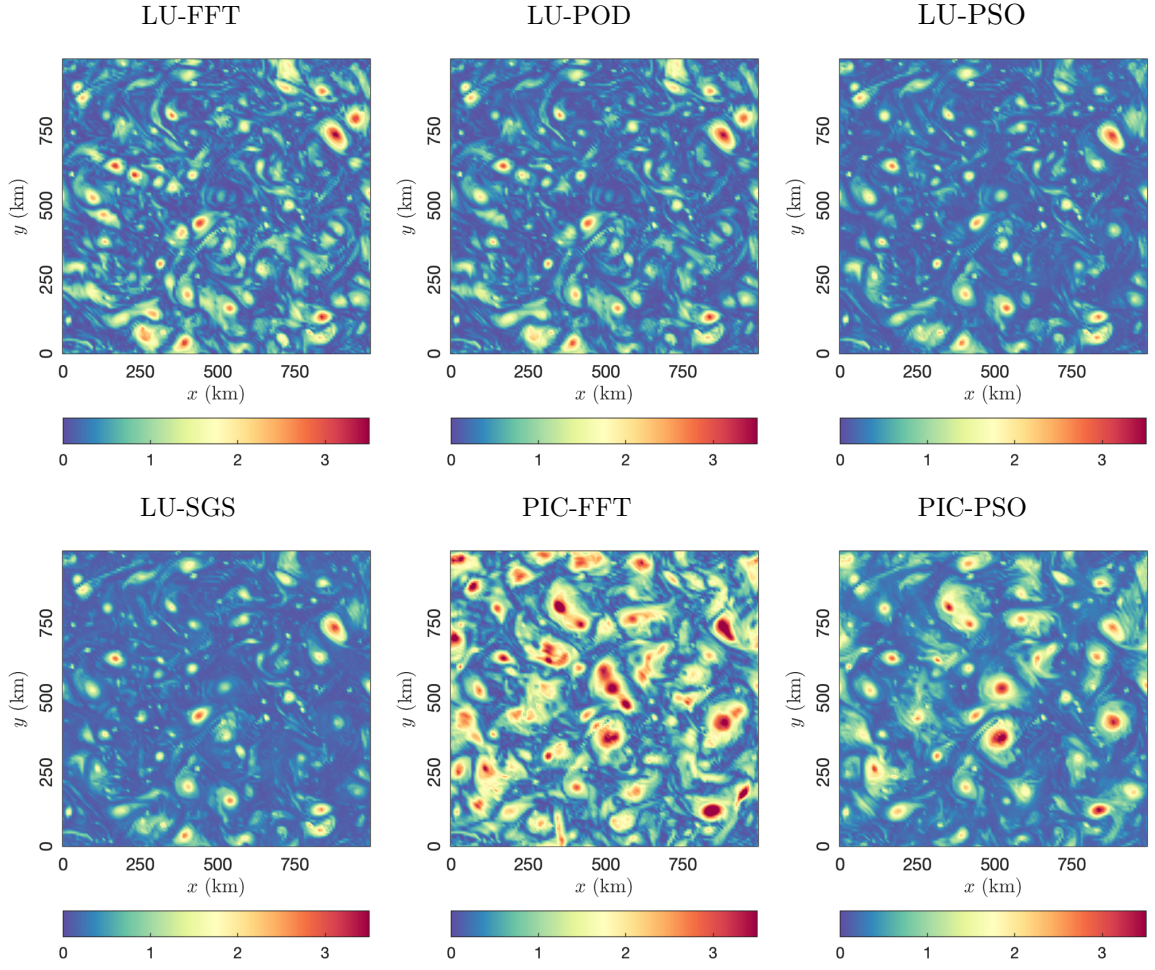 LU-FFT LU-POD LU-PSO
y (km) 750 500 250 0 y (km) 750 500 250 0 y (km) 750 500 250 0
0 250 500 750 0 250 500 750 0 250 500 750
x (km) x (km) x (km)
0 1 2 3 0 1 2 3 0 1 2 3
LU-SGS PIC-FFT PIC-PSO
y (km) 750 500 250 0 y (km) 750 500 250 0 y (km) 750 500 250 0
0 250 500 750 0 250 500 750 0 250 500 750
x (km) x (km) x (km)
0 1 2 3 0 1 2 3 0 1 2 3